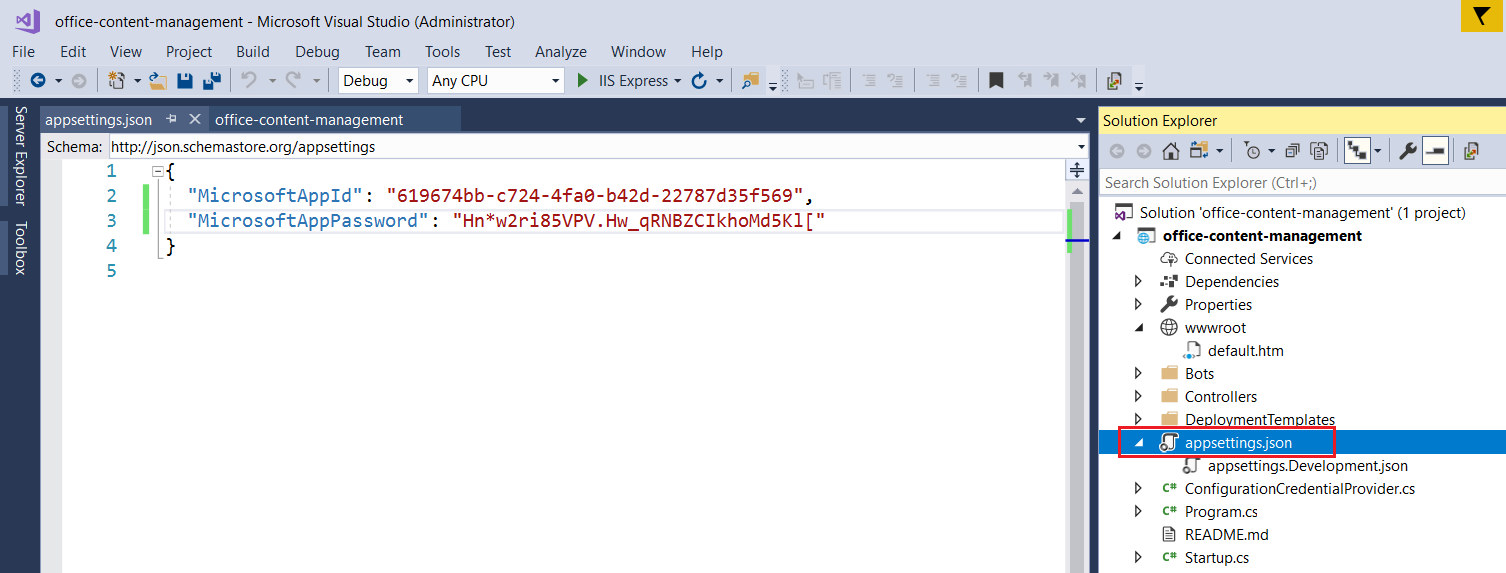 office-content-management - Microsoft Visual Studio (Administrator)
File Edit View Project Build Debug Team Tools Test Analyze Window Help
Debug Any CPU IIS Express
Server Explorer
Toolbox
appsettings.json office-content-management
Schema: http://json.schemastore.org/appsettings
1 {
2 "MicrosoftAppId": "619674bb-c724-4fa0-b42d-22787d35f569",
3 "MicrosoftAppPassword": "Hn*w2ri85VPV.Hw_qRNBZCIkhoMd5Kl["
4 }
5
Solution Explorer
Search Solution Explorer (Ctrl+;)
Solution 'office-content-management' (1 project)
office-content-management
Connected Services
Dependencies
Properties
wwwroot
default.htm
Bots
Controllers
DeploymentTemplates
appsettings.json
appsettings.Development.json
C# ConfigurationCredentialProvider.cs
C# Program.cs
README.md
C# Startup.cs